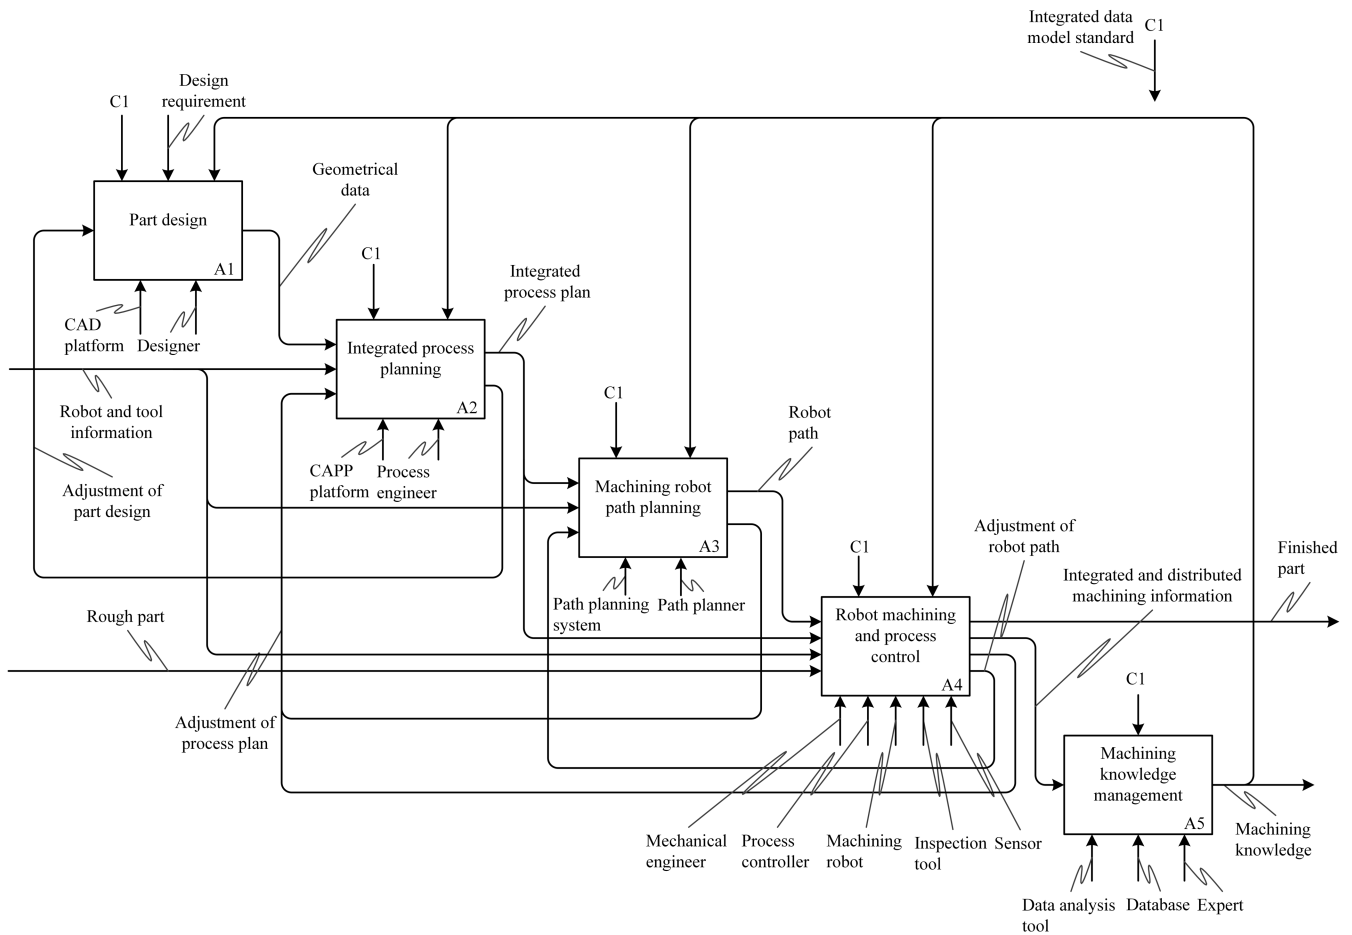 Integrated data
model standard
C1
Design
requirement
C1
Geometrical
data
Part design
A1
C1
Integrated
process plan
CAD
platform
Designer
Integrated process
planning
A2
C1
Robot and tool
information
Robot
path
CAPP
platform
Process
engineer
Adjustment of
part design
Machining robot
path planning
A3
Adjustment of
robot path
C1
Finished
part
Integrated and distributed
machining information
Path planning
system
Path planner
Rough part
Robot machining
and process
control
A4
C1
Adjustment of
process plan
Machining
knowledge
management
A5
Mechanical
engineer
Process
controller
Machining
robot
Inspection
tool
Sensor
Machining
knowledge
Data analysis
tool
Database
Expert